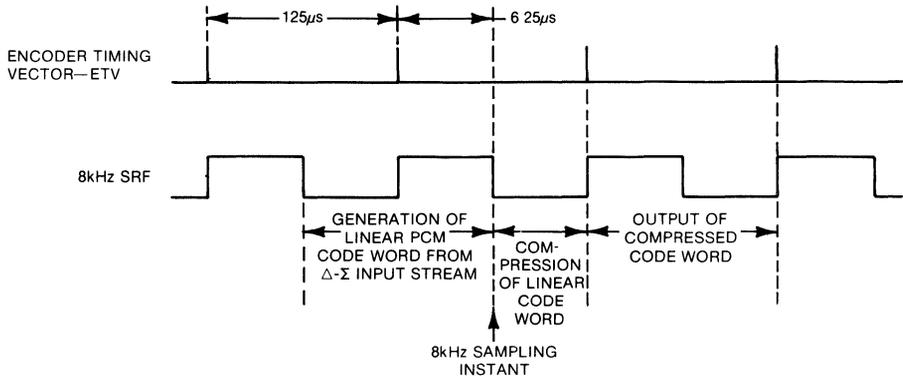 125µs
6 25µs
ENCODER TIMING
VECTOR—ETV
8kHz SRF
GENERATION OF
LINEAR PCM
CODE WORD FROM
△-Σ INPUT STREAM
COM-
PRESSION
OF LINEAR
CODE
WORD
OUTPUT OF
COMPRESSED
CODE WORD
8kHz SAMPLING
INSTANT